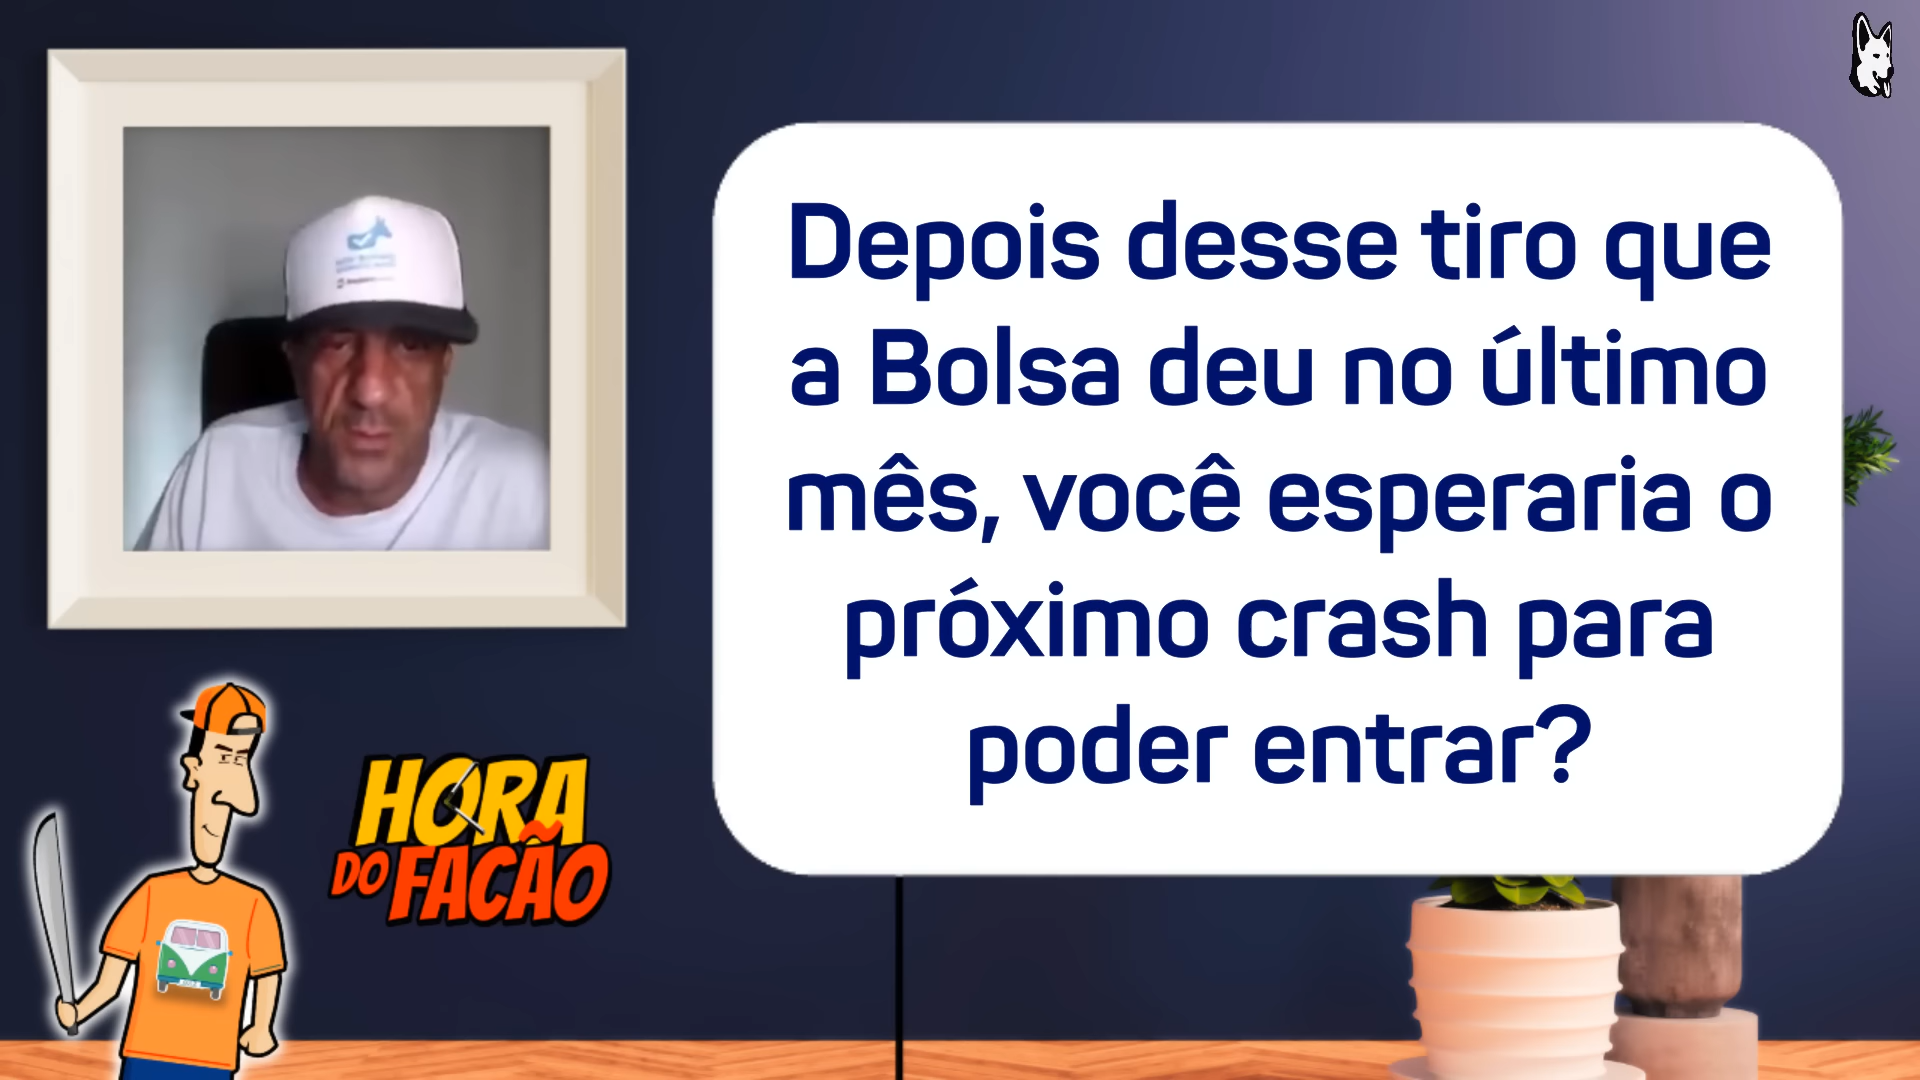 Depois desse tiro que
a Bolsa deu no último
mês, você esperaria o
próximo crash para
poder entrar?
HORA
DO FACÃO